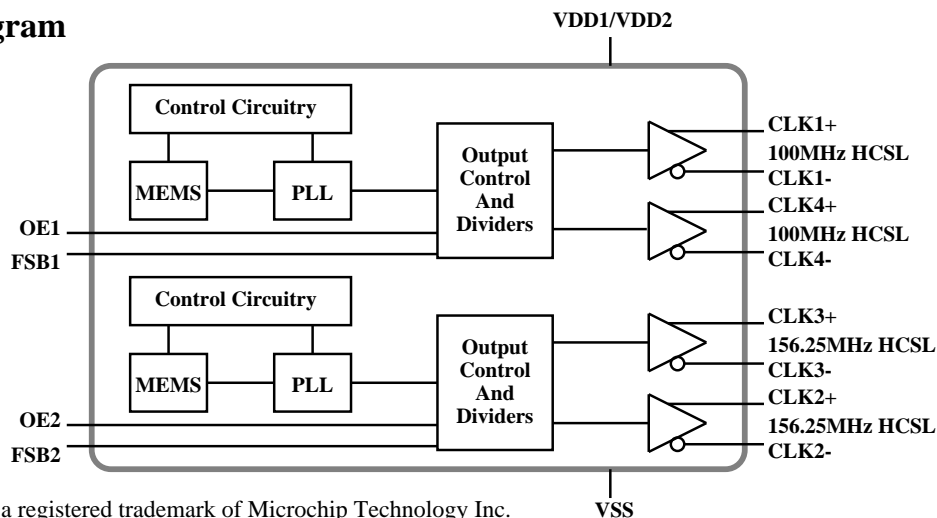 gram
VDD1/VDD2
Control Circuitry
MEMS
PLL
Output
Control
And
Dividers
CLK1+
100MHz HCSL
CLK1-
CLK4+
100MHz HCSL
CLK4-
OE1
FSB1
Control Circuitry
MEMS
PLL
Output
Control
And
Dividers
CLK3+
156.25MHz HCSL
CLK3-
CLK2+
156.25MHz HCSL
CLK2-
OE2
FSB2
a registered trademark of Microchip Technology Inc.
VSS